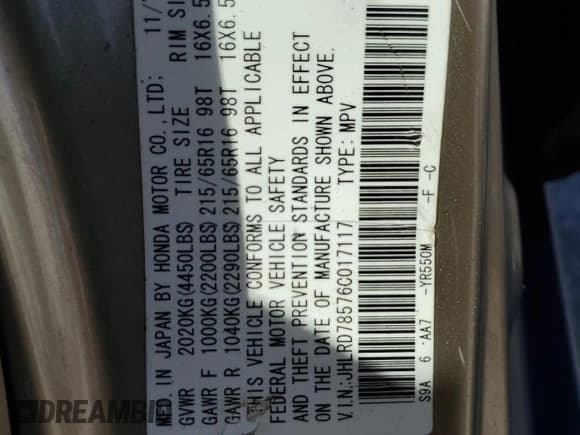 MFD. IN JAPAN BY HONDA MOTOR CO.,LTD; 11/
GVWR 2020KG(4450LBS) TIRE SIZE RIM SI
GAWR F 1000KG(2200LBS) 215/65R16 98T 16X6.5
GAWR R 1040KG(2290LBS) 215/65R16 98T 16X6.5
THIS VEHICLE CONFORMS TO ALL APPLICABLE
FEDERAL MOTOR VEHICLE SAFETY
AND THEFT PREVENTION STANDARDS IN EFFECT
ON THE DATE OF MANUFACTURE SHOWN ABOVE.
V.I.N.:JHLRD78576C017117 TYPE: MPV
S9A 6 AA7 -YR550M -F -C
DREAMBID